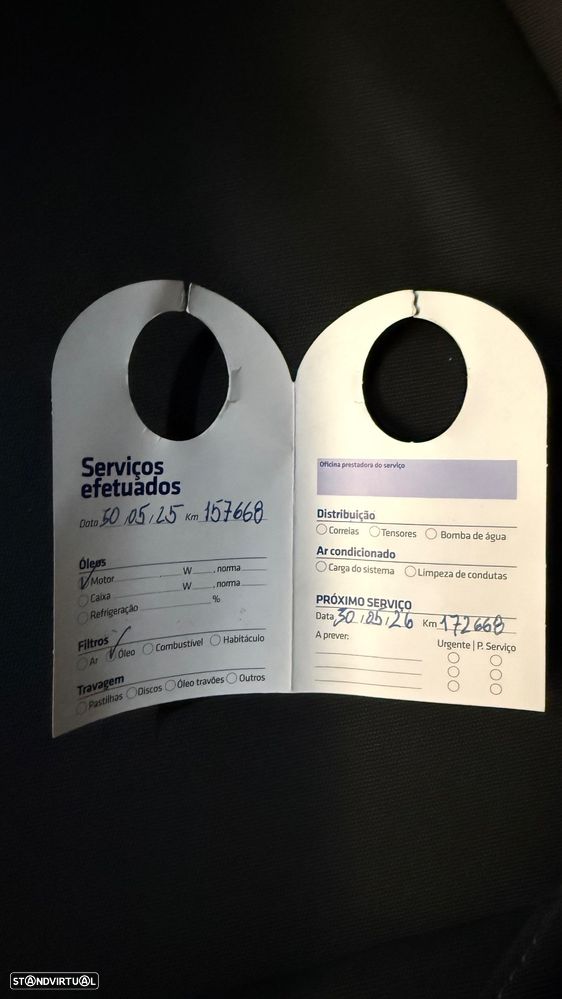 Serviços
efetuados
Data 30.05.25 Km 157668
Óleos
Motor W , norma
Caixa W , norma
Refrigeração %
Filtros
Ar Óleo Combustível Habitáculo
Travagem
Pastilhas Discos Óleo travões Outros
Oficina prestadora do serviço
Distribuição
Correias Tensores Bomba de água
Ar condicionado
Carga do sistema Limpeza de condutas
PRÓXIMO SERVIÇO
Data 30.05.26 Km 172668
A prever: Urgente | P. Serviço
STANDVIRTUAL